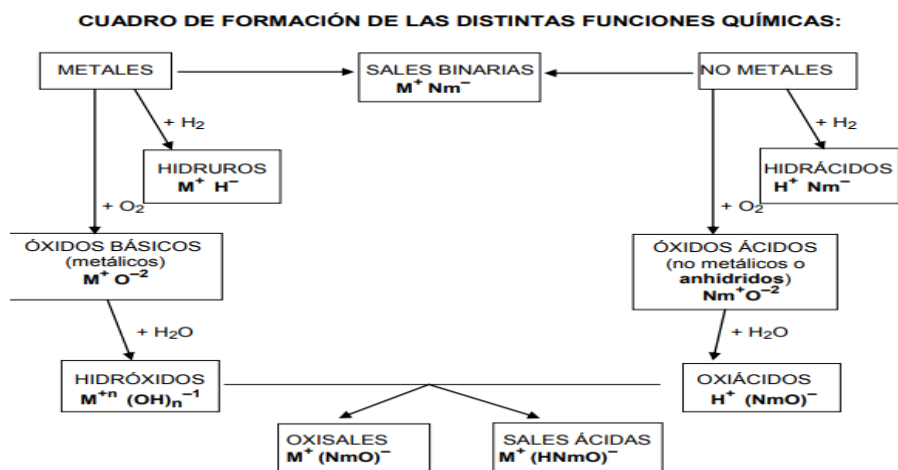 CUADRO DE FORMACIÓN DE LAS DISTINTAS FUNCIONES QUÍMICAS:
METALES
SALES BINARIAS
M⁺ Nm⁻
NO METALES
+ H₂
+ H₂
HIDRUROS
M⁺ H⁻
HIDRÁCIDOS
H⁺ Nm⁻
+ O₂
+ O₂
ÓXIDOS BÁSICOS
(metálicos)
M⁺ O⁻²
ÓXIDOS ÁCIDOS
(no metálicos o
anhidridos)
Nm⁺O⁻²
+ H₂O
+ H₂O
HIDRÓXIDOS
M⁺ⁿ (OH)ₙ⁻¹
OXIÁCIDOS
H⁺ (NmO)⁻
OXISALES
M⁺ (NmO)⁻
SALES ÁCIDAS
M⁺ (HNmO)⁻